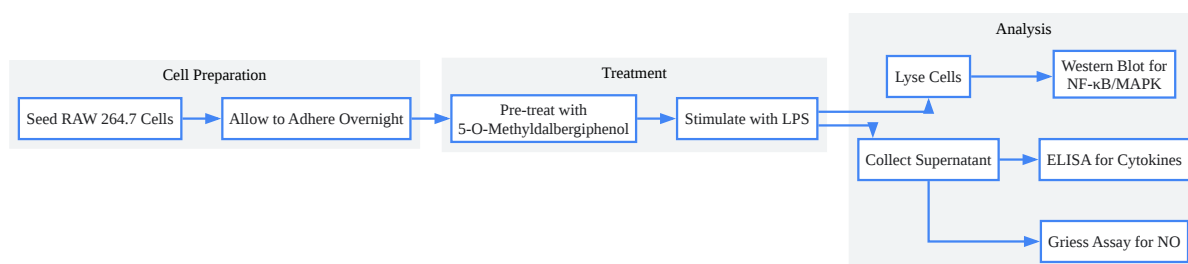 Cell Preparation
Seed RAW 264.7 Cells
Allow to Adhere Overnight
Treatment
Pre-treat with
5-O-Methyldalbergiphenol
Stimulate with LPS
Analysis
Lyse Cells
Western Blot for
NF-κB/MAPK
Collect Supernatant
ELISA for Cytokines
Griess Assay for NO